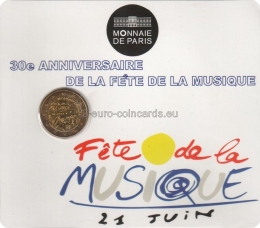 MONNAIE
DE PARIS
30e ANNIVERSAIRE
DE LA FÊTE DE LA MUSIQUE
euro-coincards.eu
Fête de la
MUSIQUE
21 JUIN